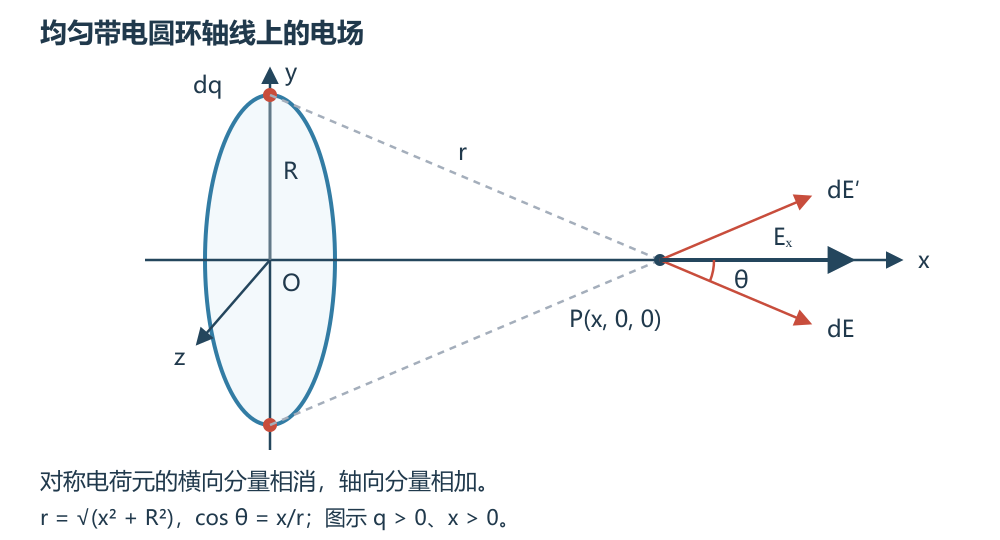 均匀带电圆环轴线上的电场
y
dq
r
R
dE′
Eₓ
x
O
θ
P(x, 0, 0)
dE
z
对称电荷元的横向分量相消，轴向分量相加。
r = √(x² + R²)，cos θ = x/r；图示 q > 0、x > 0。